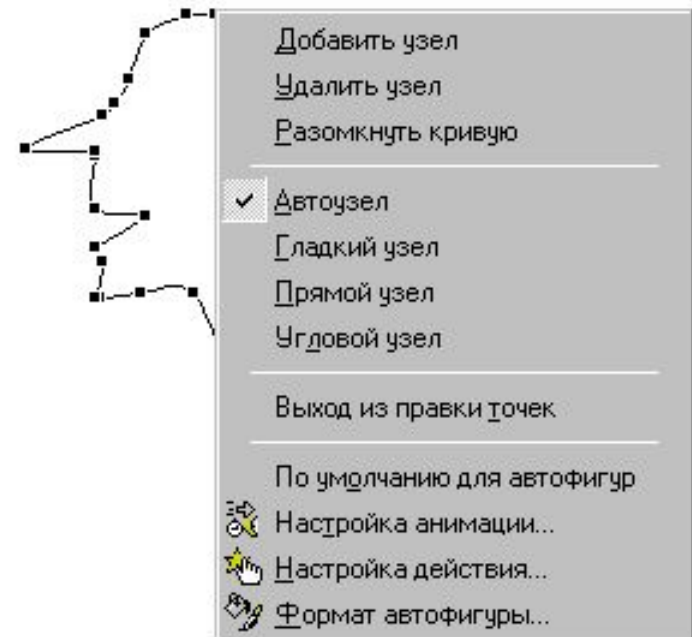 Добавить узел
Удалить узел
Разомкнуть кривую
Автоузел
Гладкий узел
Прямой узел
Угловой узел
Выход из правки точек
По умолчанию для автофигур
Настройка анимации...
Настройка действия...
Формат автофигуры...